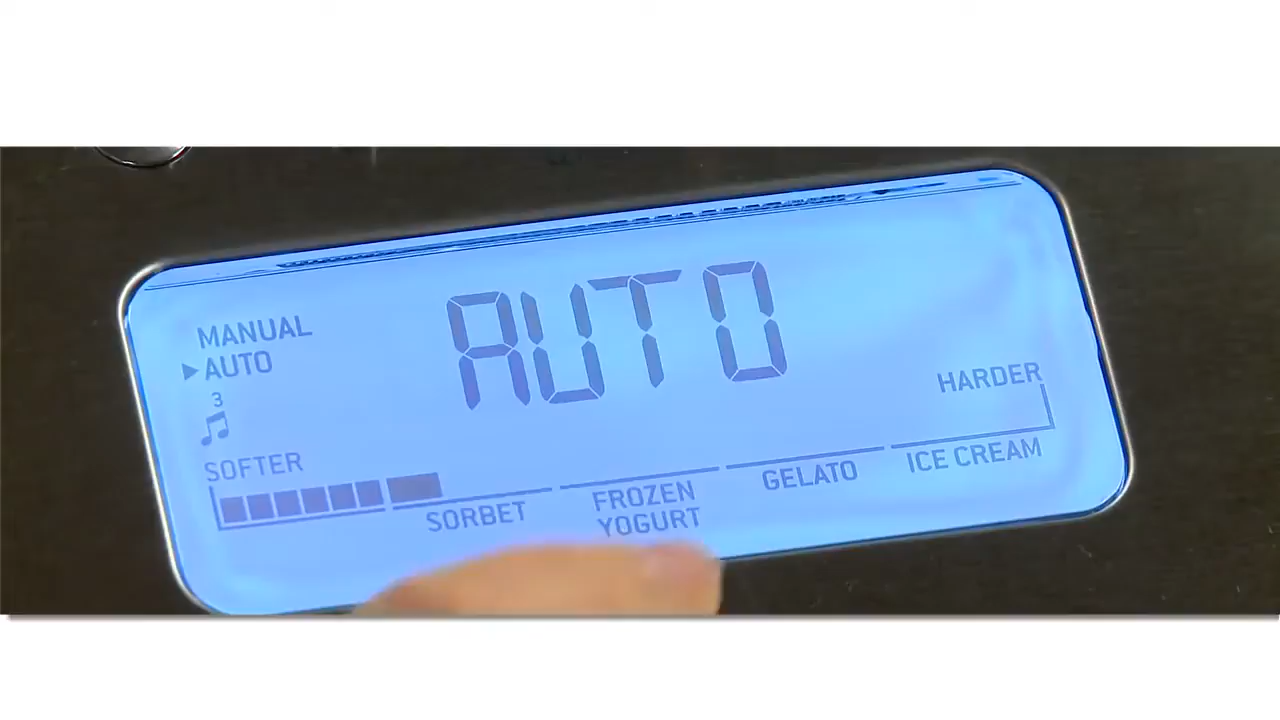 AUTO
MANUAL
AUTO
3
HARDER
SOFTER
SORBET
FROZEN
YOGURT
GELATO
ICE CREAM